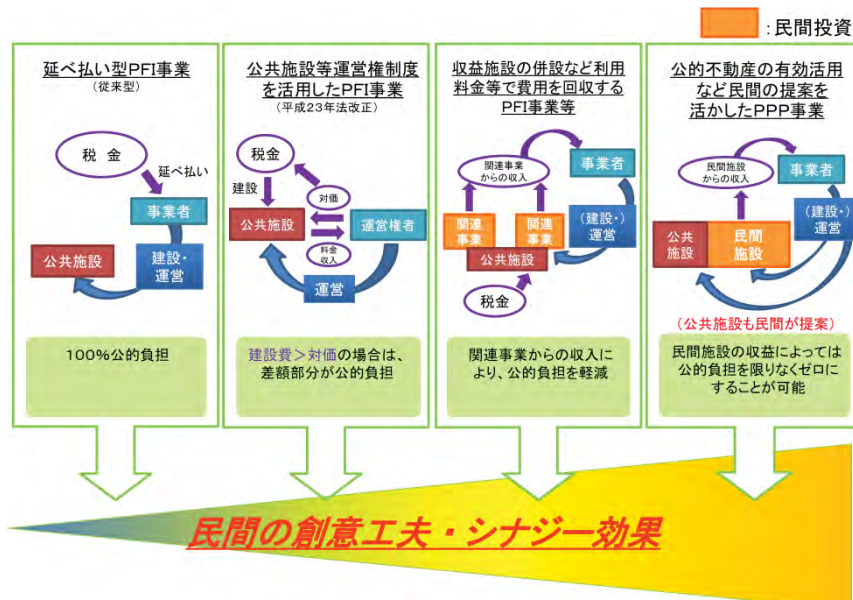 ：民間投資
延べ払い型PFI事業
（従来型）
税 金
延べ払い
事業者
公共施設
建設・
運営
100％公的負担
公共施設等運営権制度
を活用したPFI事業
（平成23年法改正）
税金
建設
対価
公共施設
運営権者
料金
収入
運営
建設費＞対価の場合は、
差額部分が公的負担
収益施設の併設など利用
料金等で費用を回収する
PFI事業等
関連事業
からの収入
事業者
関連
事業
関連
事業
（建設・）
運営
公共施設
税金
関連事業からの収入に
より、公的負担を軽減
公的不動産の有効活用
など民間の提案を
活かしたPPP事業
民間施設
からの収入
事業者
（建設・）
運営
公共
施設
民間
施設
（公共施設も民間が提案）
民間施設の収益によっては
公的負担を限りなくゼロに
することが可能
民間の創意工夫・シナジー効果